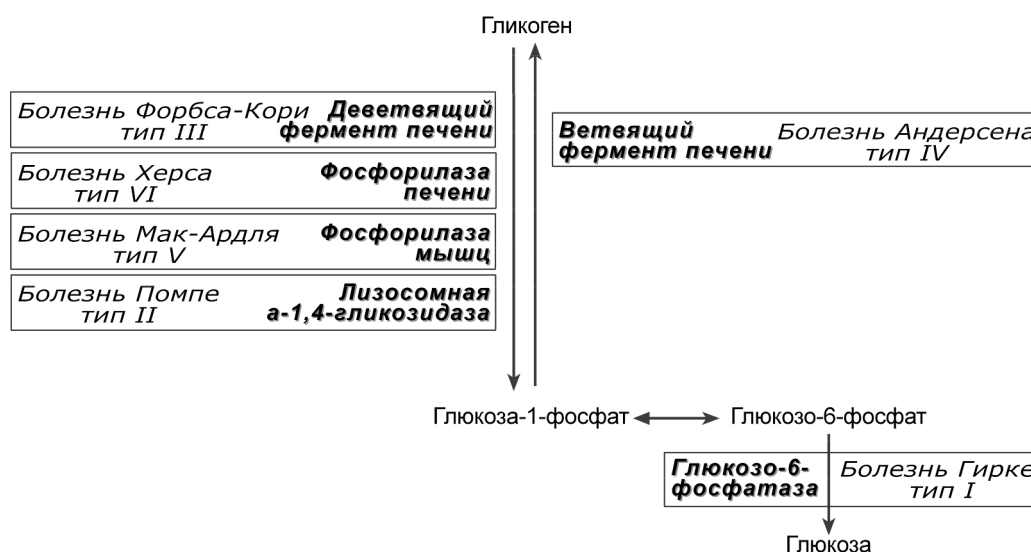 Гликоген
Болезнь Форбса-Кори
тип III
Деветвящий
фермент печени
Болезнь Херса
тип VI
Фосфорилаза
печени
Болезнь Мак-Ардля
тип V
Фосфорилаза
мышц
Болезнь Помпе
тип II
Лизосомная
а-1,4-гликозидаза
Ветвящий
фермент печени
Болезнь Андерсена
тип IV
Глюкоза-1-фосфат
Глюкозо-6-фосфат
Глюкозо-6-
фосфатаза
Болезнь Гирке
тип I
Глюкоза